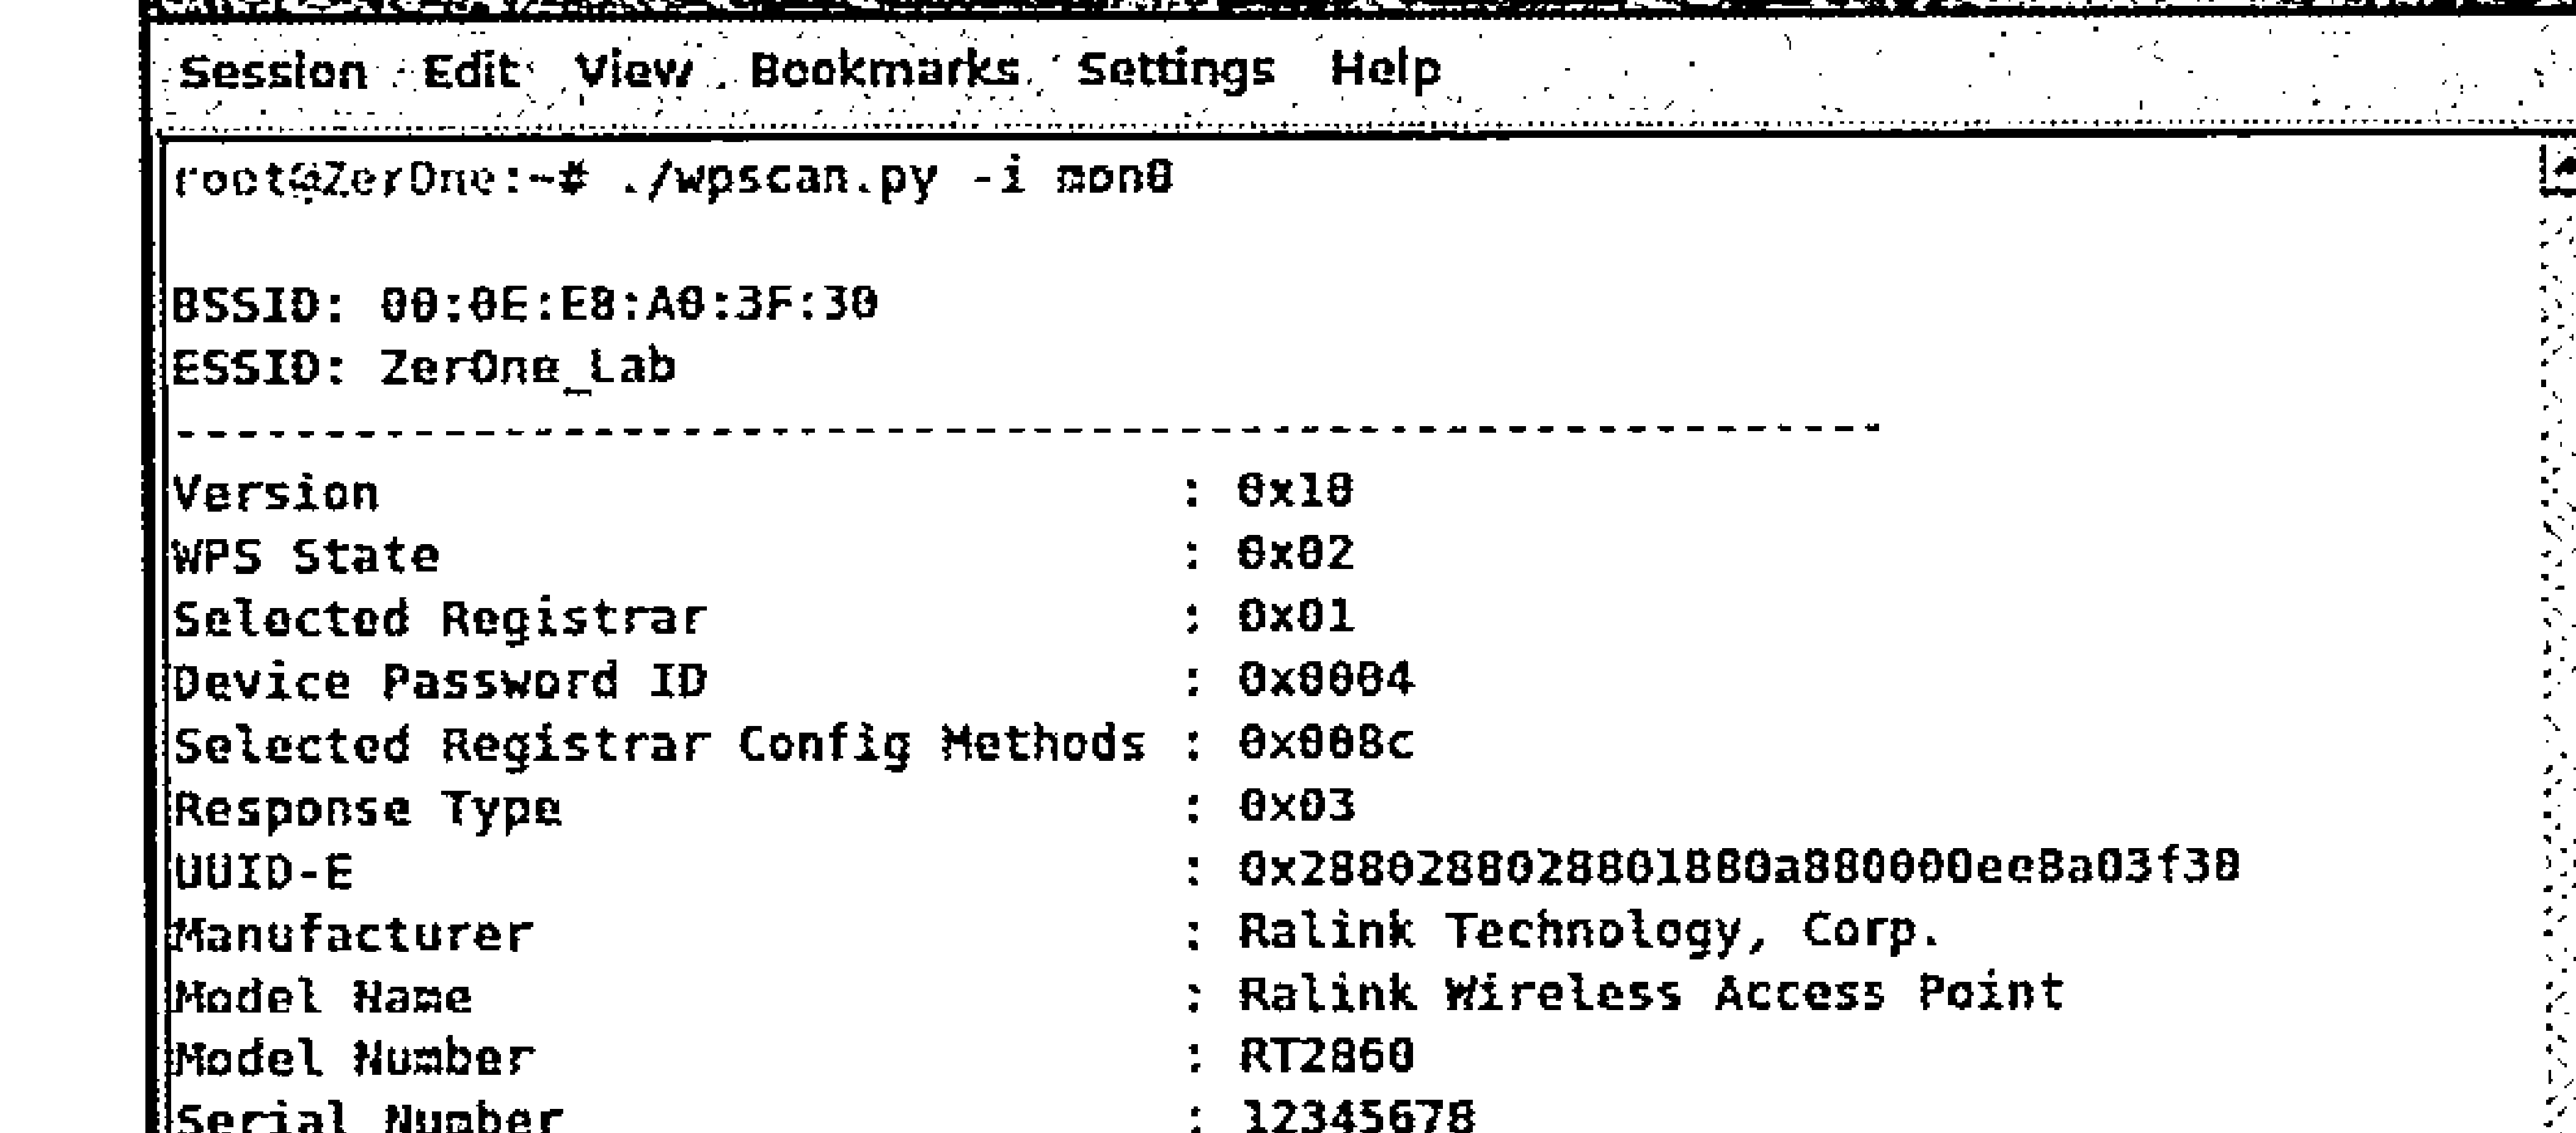 Session Edit View Bookmarks Settings Help
root@ZerOne:~# ./wpscan.py -i mon0
BSSID: 00:0E:E8:A0:3F:30
ESSID: ZerOne_Lab
---------------------------------------------------------
Version : 0x10
WPS State : 0x02
Selected Registrar : 0x01
Device Password ID : 0x0004
Selected Registrar Config Methods : 0x008c
Response Type : 0x03
UUID-E : 0x2880288028801880a880000ee8a03f30
Manufacturer : Ralink Technology, Corp.
Model Name : Ralink Wireless Access Point
Model Number : RT2860
Serial Number : 12345678